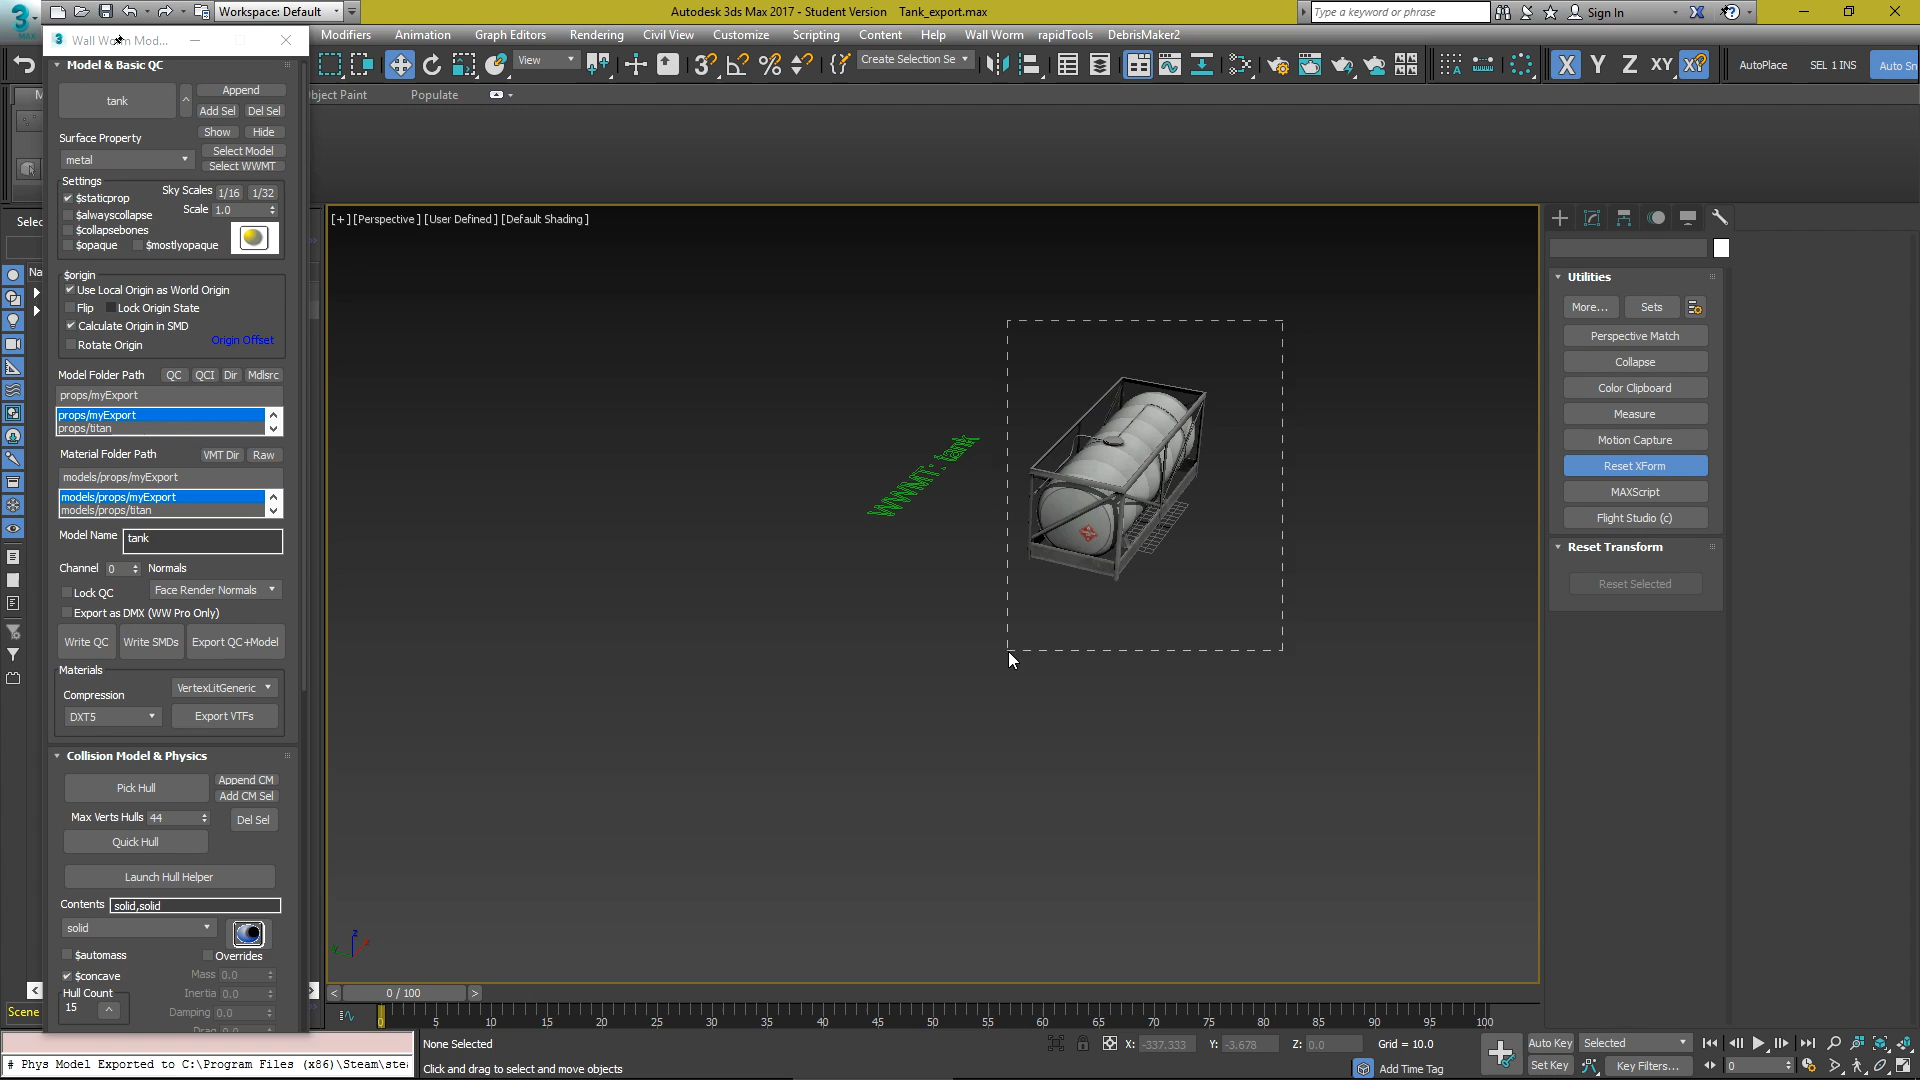 Workspace: Default
Autodesk 3ds Max 2017 - Student Version   Tank_export.max
Type a keyword or phrase
Sign In
3
MAX
Wall Worm Mod...
Modifiers
Animation
Graph Editors
Rendering
Civil View
Customize
Scripting
Content
Help
Wall Worm
rapidTools
DebrisMaker2
View
Create Selection Se
X
Y
Z
XY
AutoPlace
SEL 1 INS
Auto Sn
bject Paint
Populate
Model & Basic QC
tank
Append
Add Sel
Del Sel
Show
Hide
Surface Property
metal
Select Model
Select WWMT
Settings
$staticprop
Sky Scales
1/16
1/32
$alwayscollapse
Scale
1.0
$collapsebones
$opaque
$mostlyopaque
$origin
Use Local Origin as World Origin
Flip
Lock Origin State
Calculate Origin in SMD
Rotate Origin
Origin Offset
Model Folder Path
QC
QCI
Dir
Mdlsrc
props/myExport
props/myExport
props/titan
Material Folder Path
VMT Dir
Raw
models/props/myExport
models/props/myExport
models/props/titan
Model Name
tank
Channel
0
Normals
Lock QC
Face Render Normals
Export as DMX (WW Pro Only)
Write QC
Write SMDs
Export QC+Model
Materials
Compression
VertexLitGeneric
DXT5
Export VTFs
Collision Model & Physics
Pick Hull
Append CM
Add CM Sel
Max Verts Hulls
44
Del Sel
Quick Hull
Launch Hull Helper
Contents
solid,solid
solid
$automass
Overrides
$concave
Mass
0.0
Hull Count
Inertia
0.0
15
Damping
0.0
Drag
0.0
Selec
Na
Scene
[+] [Perspective ] [User Defined ] [Default Shading ]
WWMT: tank
z
x
Utilities
More...
Sets
Perspective Match
Collapse
Color Clipboard
Measure
Motion Capture
Reset XForm
MAXScript
Flight Studio (c)
Reset Transform
Reset Selected
0 / 100
0 5 10 15 20 25 30 35 40 45 50 55 60 65 70 75 80 85 90 95 100
None Selected
X: -337.333
Y: -3.678
Z: 0.0
Grid = 10.0
Auto Key
Selected
# Phys Model Exported to C:\Program Files (x86)\Steam\stea
Click and drag to select and move objects
Add Time Tag
Set Key
Key Filters...
0